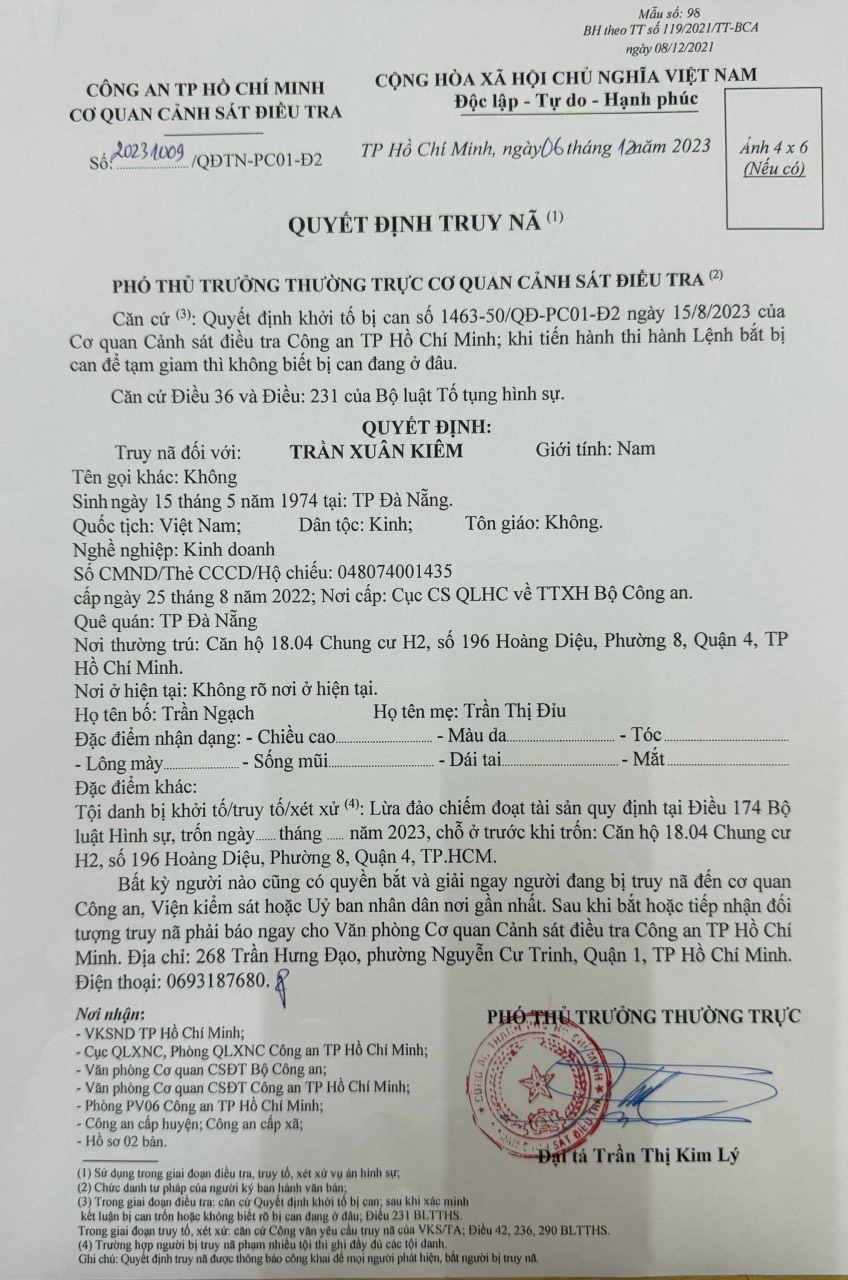 Mẫu số: 98
BH theo TT số 119/2021/TT-BCA
ngày 08/12/2021
CÔNG AN TP HỒ CHÍ MINH
CƠ QUAN CẢNH SÁT ĐIỀU TRA
CỘNG HÒA XÃ HỘI CHỦ NGHĨA VIỆT NAM
Độc lập - Tự do - Hạnh phúc
Số: 20231009 /QĐTN-PC01-Đ2
TP Hồ Chí Minh, ngày 06 tháng 12 năm 2023
Ảnh 4 x 6
(Nếu có)
QUYẾT ĐỊNH TRUY NÃ (1)
PHÓ THỦ TRƯỞNG THƯỜNG TRỰC CƠ QUAN CẢNH SÁT ĐIỀU TRA (2)
Căn cứ (3): Quyết định khởi tố bị can số 1463-50/QĐ-PC01-Đ2 ngày 15/8/2023 của
Cơ quan Cảnh sát điều tra Công an TP Hồ Chí Minh; khi tiến hành thi hành Lệnh bắt bị
can để tạm giam thì không biết bị can đang ở đâu.
Căn cứ Điều 36 và Điều: 231 của Bộ luật Tố tụng hình sự.
QUYẾT ĐỊNH:
Truy nã đối với: TRẦN XUÂN KIÊM Giới tính: Nam
Tên gọi khác: Không
Sinh ngày 15 tháng 5 năm 1974 tại: TP Đà Nẵng.
Quốc tịch: Việt Nam; Dân tộc: Kinh; Tôn giáo: Không.
Nghề nghiệp: Kinh doanh
Số CMND/Thẻ CCCD/Hộ chiếu: 048074001435
cấp ngày 25 tháng 8 năm 2022; Nơi cấp: Cục CS QLHC về TTXH Bộ Công an.
Quê quán: TP Đà Nẵng
Nơi thường trú: Căn hộ 18.04 Chung cư H2, số 196 Hoàng Diệu, Phường 8, Quận 4, TP
Hồ Chí Minh.
Nơi ở hiện tại: Không rõ nơi ở hiện tại.
Họ tên bố: Trần Ngạch Họ tên mẹ: Trần Thị Đỉu
Đặc điểm nhận dạng: - Chiều cao........ - Màu da........ - Tóc ........
- Lông mày........ - Sống mũi........ - Dái tai........ - Mắt........
Đặc điểm khác:
Tội danh bị khởi tố/truy tố/xét xử (4): Lừa đảo chiếm đoạt tài sản quy định tại Điều 174 Bộ
luật Hình sự, trốn ngày...... tháng ...... năm 2023, chỗ ở trước khi trốn: Căn hộ 18.04 Chung cư
H2, số 196 Hoàng Diệu, Phường 8, Quận 4, TP.HCM.
Bất kỳ người nào cũng có quyền bắt và giải ngay người đang bị truy nã đến cơ quan
Công an, Viện kiểm sát hoặc Uỷ ban nhân dân nơi gần nhất. Sau khi bắt hoặc tiếp nhận đối
tượng truy nã phải báo ngay cho Văn phòng Cơ quan Cảnh sát điều tra Công an TP Hồ Chí
Minh. Địa chỉ: 268 Trần Hưng Đạo, phường Nguyễn Cư Trinh, Quận 1, TP Hồ Chí Minh.
Điện thoại: 0693187680.
Nơi nhận:
- VKSND TP Hồ Chí Minh;
- Cục QLXNC, Phòng QLXNC Công an TP Hồ Chí Minh;
- Văn phòng Cơ quan CSĐT Bộ Công an;
- Văn phòng Cơ quan CSĐT Công an TP Hồ Chí Minh;
- Phòng PV06 Công an TP Hồ Chí Minh;
- Công an cấp huyện; Công an cấp xã;
- Hồ sơ 02 bản.
PHÓ THỦ TRƯỞNG THƯỜNG TRỰC
Đại tá Trần Thị Kim Lý
(1) Sử dụng trong giai đoạn điều tra, truy tố, xét xử vụ án hình sự;
(2) Chức danh tư pháp của người ký ban hành văn bản;
(3) Trong giai đoạn điều tra: căn cứ Quyết định khởi tố bị can; sau khi xác minh
kết luận bị can trốn hoặc không biết rõ bị can đang ở đâu; Điều 231 BLTTHS.
Trong giai đoạn truy tố, xét xử: căn cứ Công văn yêu cầu truy nã của VKS/TA; Điều 42, 236, 290 BLTTHS.
(4) Trường hợp người bị truy nã phạm nhiều tội thì ghi đầy đủ các tội danh.
Ghi chú: Quyết định truy nã được thông báo công khai để mọi người phát hiện, bắt người bị truy nã.